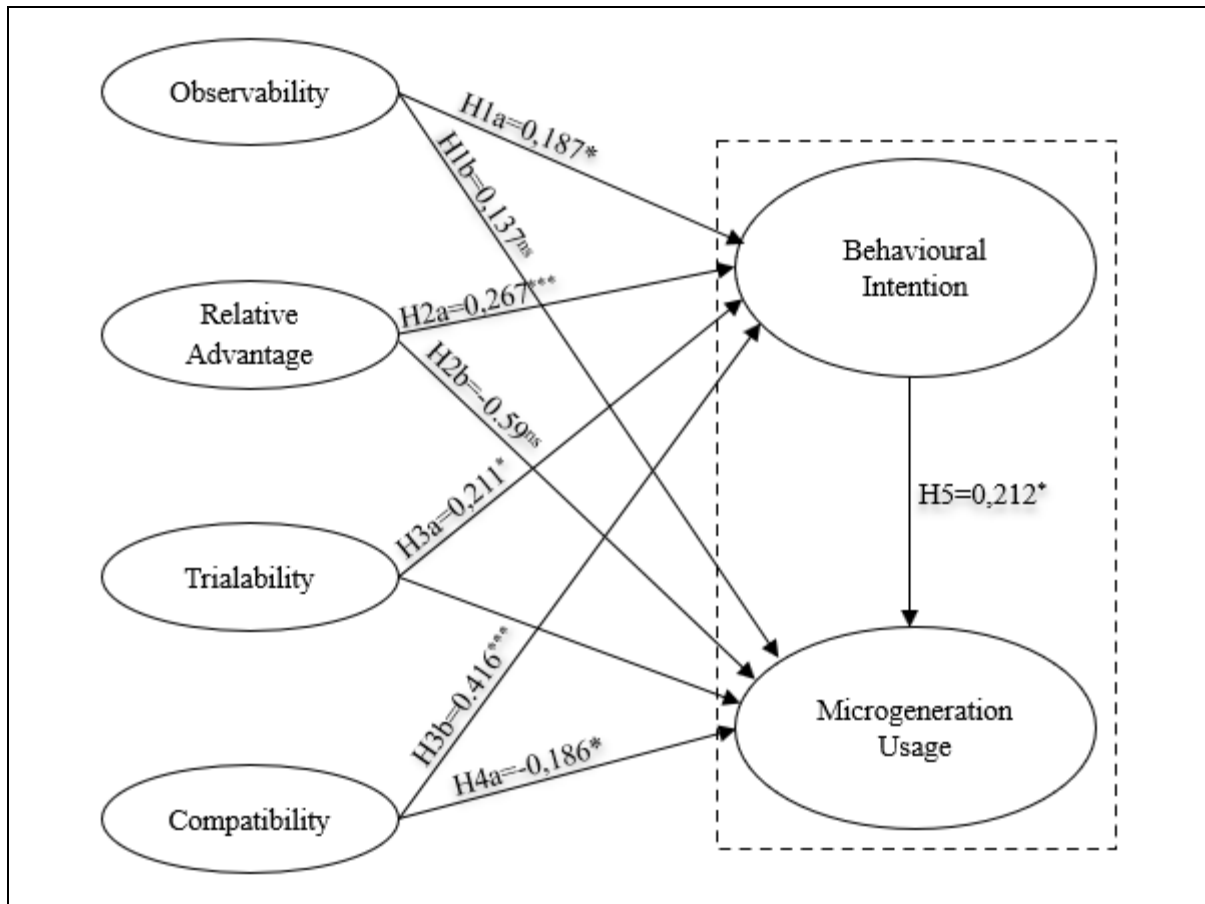 Observability
H1a=0,187*
H1b=0,137ns
Behavioural
Intention
Relative
Advantage
H2a=0,267***
H2b=-0.59ns
H3a=0,211*
H5=0,212*
Trialability
H3b=0.416***
Microgeneration
Usage
H4a=-0,186*
Compatibility